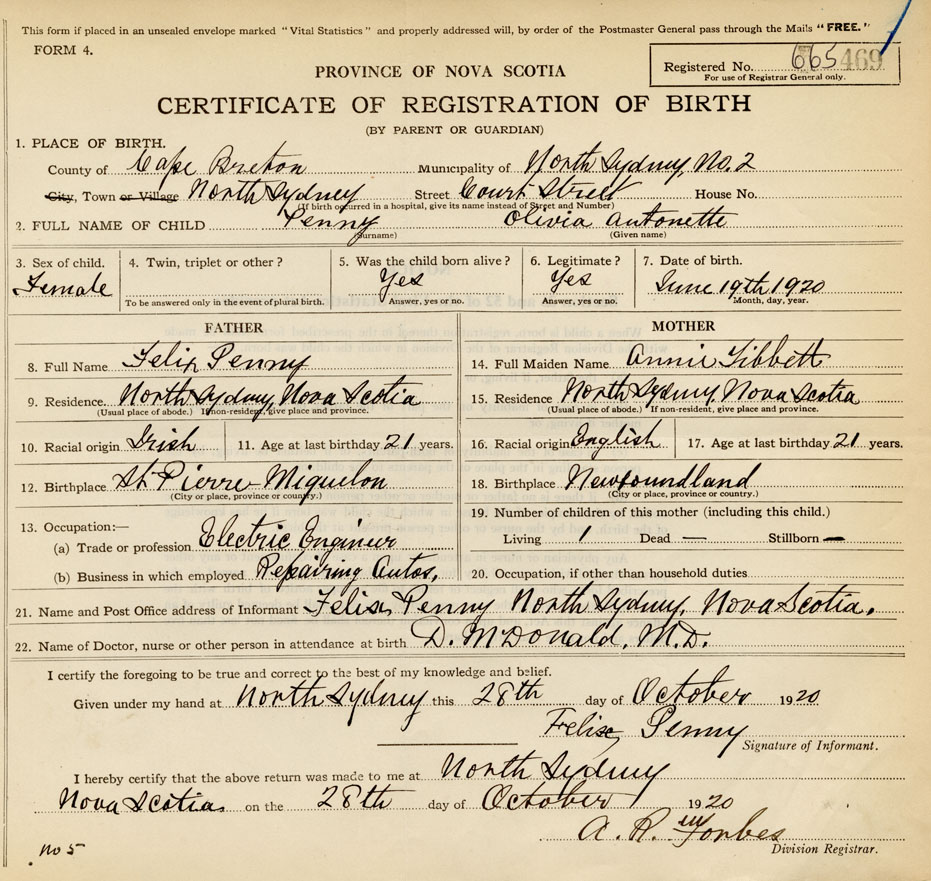 This form if placed in an unsealed envelope marked "Vital Statistics" and properly addressed will, by order of the Postmaster General pass through the Mails "FREE."
FORM 4.
Registered No. 665 469
For use of Registrar General only.
PROVINCE OF NOVA SCOTIA
CERTIFICATE OF REGISTRATION OF BIRTH
(BY PARENT OR GUARDIAN)
1. PLACE OF BIRTH.
County of Cape Breton Municipality of North Sydney, No. 2
City, Town or Village North Sydney Street Court Street House No.
(If birth occurred in a hospital, give its name instead of Street and Number)
2. FULL NAME OF CHILD Penny Olivia Antonette
(Surname) (Given name)
3. Sex of child. 4. Twin, triplet or other? 5. Was the child born alive? 6. Legitimate? 7. Date of birth.
Female Yes Yes June 19th 1920
To be answered only in the event of plural birth. Answer, yes or no. Answer, yes or no. Month, day, year.
FATHER MOTHER
8. Full Name Felix Penny 14. Full Maiden Name Annie Tibbett
9. Residence North Sydney, Nova Scotia 15. Residence North Sydney, Nova Scotia
(Usual place of abode.) If non-resident, give place and province. (Usual place of abode.) If non-resident, give place and province.
10. Racial origin Irish 11. Age at last birthday 21 years. 16. Racial origin English 17. Age at last birthday 21 years.
12. Birthplace St Pierre Miquelon 18. Birthplace Newfoundland
(City or place, province or country.) (City or place, province or country.)
13. Occupation:— 19. Number of children of the mother (including this child.)
(a) Trade or profession Electric Engineer Living 1 Dead — Stillborn —
(b) Business in which employed Repairing Autos, 20. Occupation, if other than household duties
21. Name and Post Office address of Informant Felix Penny North Sydney, Nova Scotia.
22. Name of Doctor, nurse or other person in attendance at birth D. McDonald, M.D.
I certify the foregoing to be true and correct to the best of my knowledge and belief.
Given under my hand at North Sydney this 28th day of October 1920
Felix Penny
Signature of Informant.
I hereby certify that the above return was made to me at North Sydney
Nova Scotia on the 28th day of October 1920
A. R. Forbes
No 5 Division Registrar.